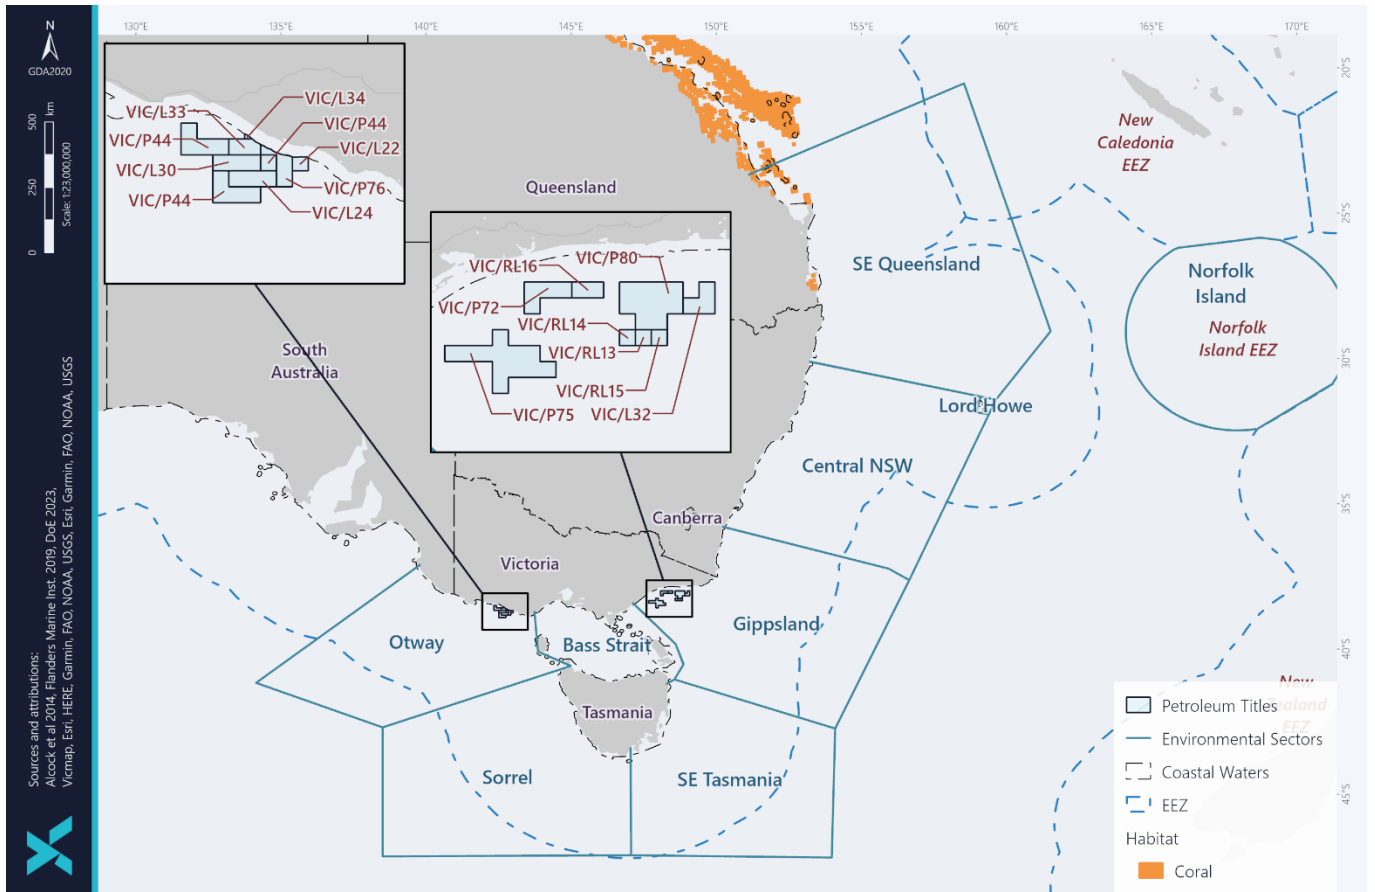 N
GDA2020
500
km
250
0
Scale: 1:23,000,000
Sources and attributions:
Alcock et al 2014, Flanders Marine Inst. 2019, DoE 2023,
Vicmap, Esri, HERE, Garmin, FAO, NOAA, USGS, Esri, Garmin, FAO, NOAA, USGS
130°E
135°E
140°E
145°E
150°E
155°E
160°E
165°E
170°E
20°S
25°S
30°S
35°S
40°S
45°S
VIC/L33
VIC/L34
VIC/P44
VIC/P44
VIC/L22
VIC/L30
VIC/P76
VIC/P44
VIC/L24
VIC/RL16
VIC/P80
VIC/P72
VIC/RL14
VIC/RL13
VIC/RL15
VIC/P75
VIC/L32
Queensland
South
Australia
Canberra
Victoria
Tasmania
New
Caledonia
EEZ
SE Queensland
Norfolk
Island
Norfolk
Island EEZ
Lord Howe
Central NSW
Gippsland
Bass Strait
Otway
Sorrel
SE Tasmania
New
Zealand
EEZ
Petroleum Titles
Environmental Sectors
Coastal Waters
EEZ
Habitat
Coral